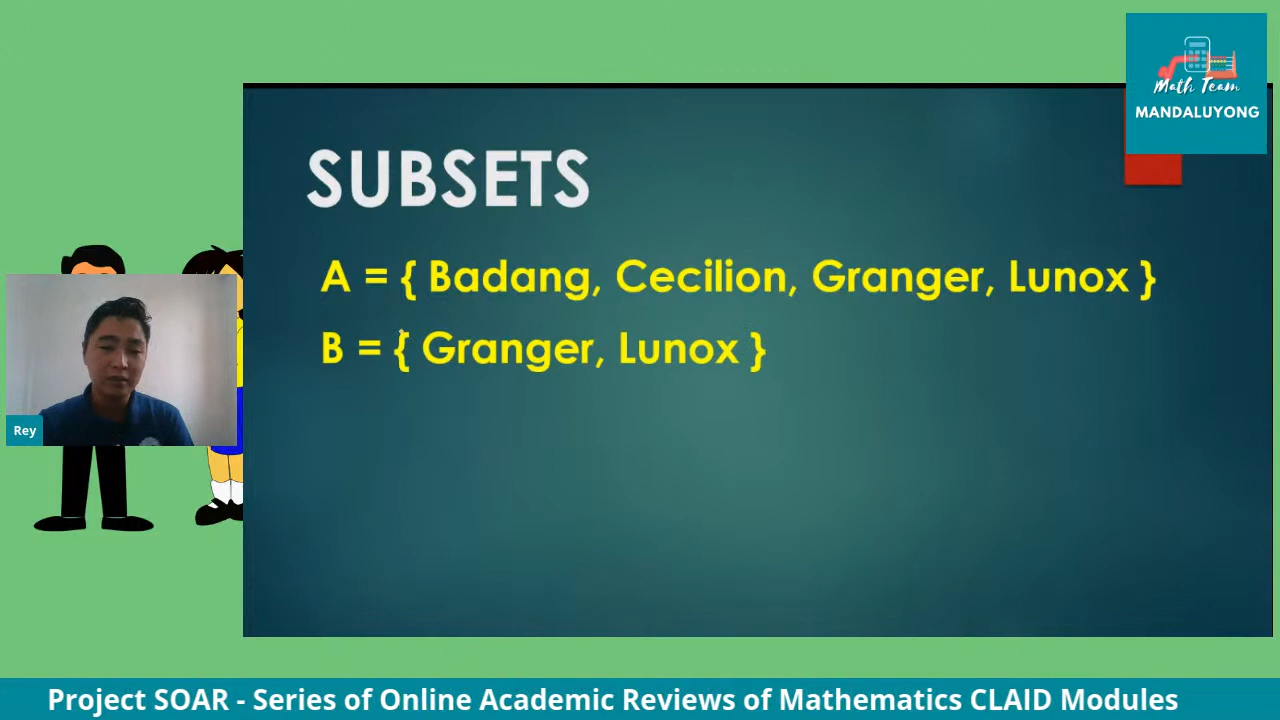 Math Team
MANDALUYONG
SUBSETS
A = { Badang, Cecilion, Granger, Lunox }
B = { Granger, Lunox }
Rey
Project SOAR - Series of Online Academic Reviews of Mathematics CLAID Modules